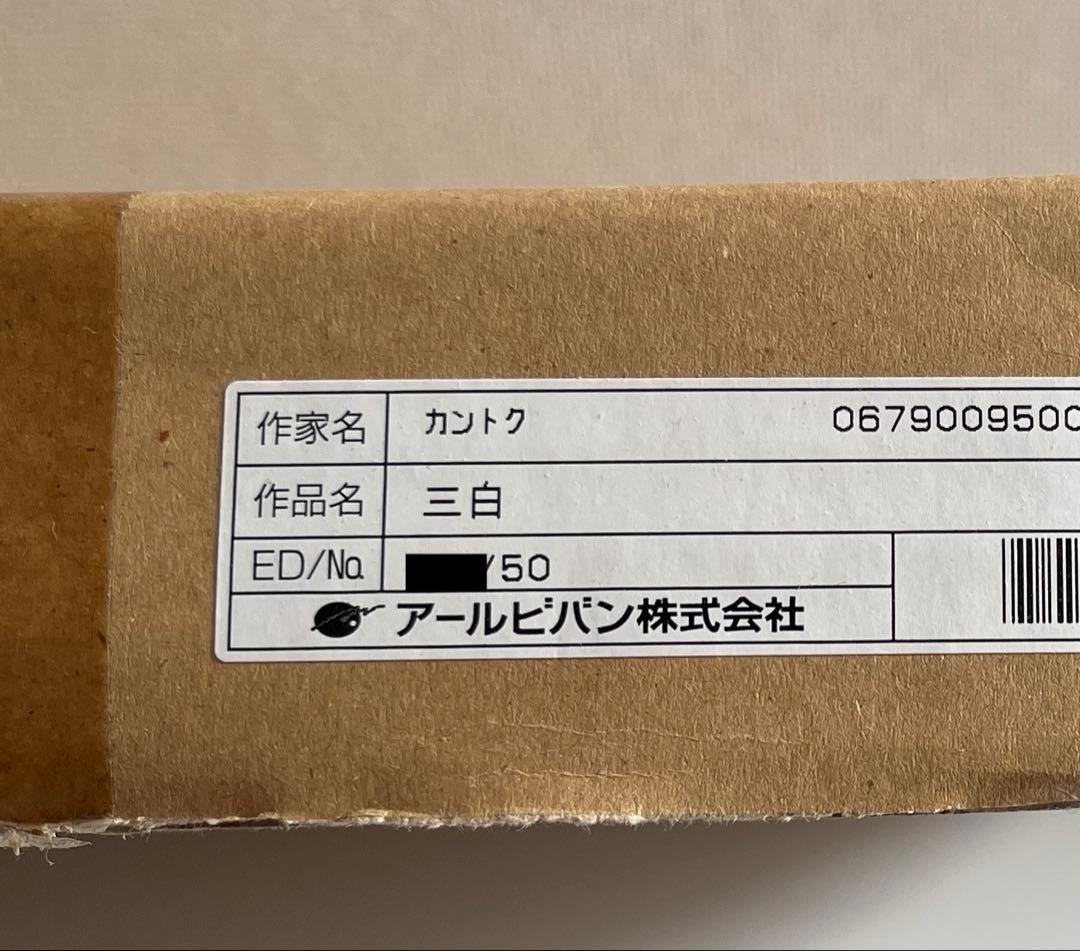 作家名 カントク 0679009500
作品名 三白
ED/No. /50
アールビバン株式会社